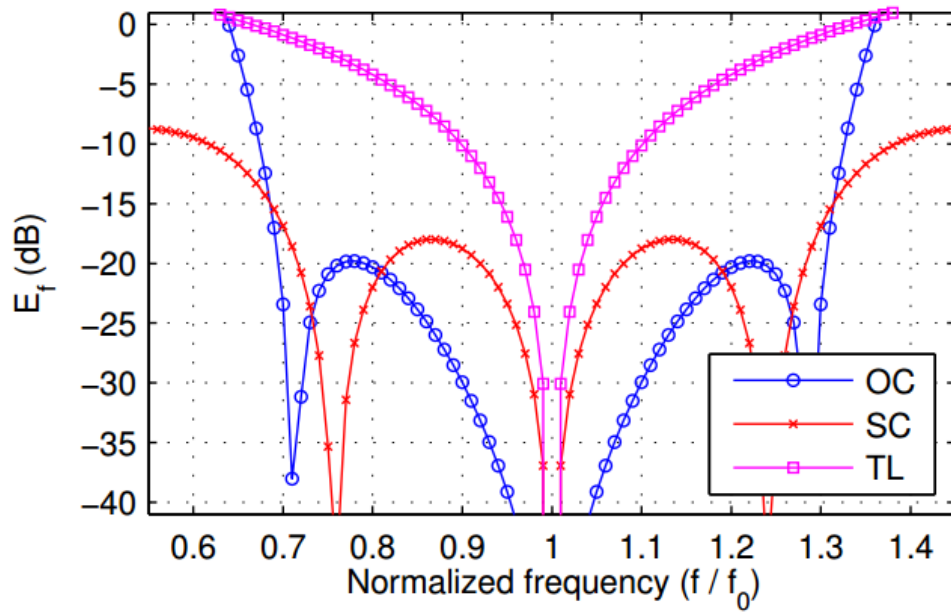 0
−5
−10
−15
−20
−25
−30
−35
−40
E_f (dB)
OC
SC
TL
0.6 0.7 0.8 0.9 1 1.1 1.2 1.3 1.4
Normalized frequency (f / f_0)